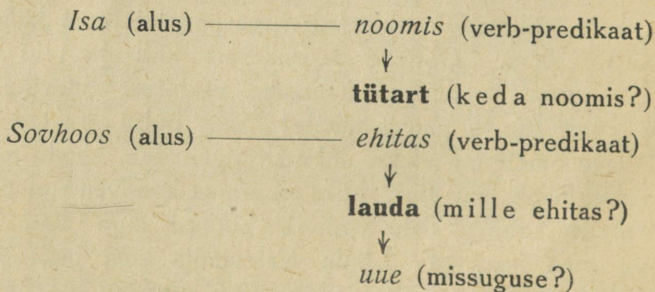 Isa (alus) ——— noomis (verb-predikaat)
↓
tütart (keda noomis?)
Sovhoos (alus) ——— ehitas (verb-predikaat)
↓
lauda (mille ehitas?)
↓
uue (missuguse?)